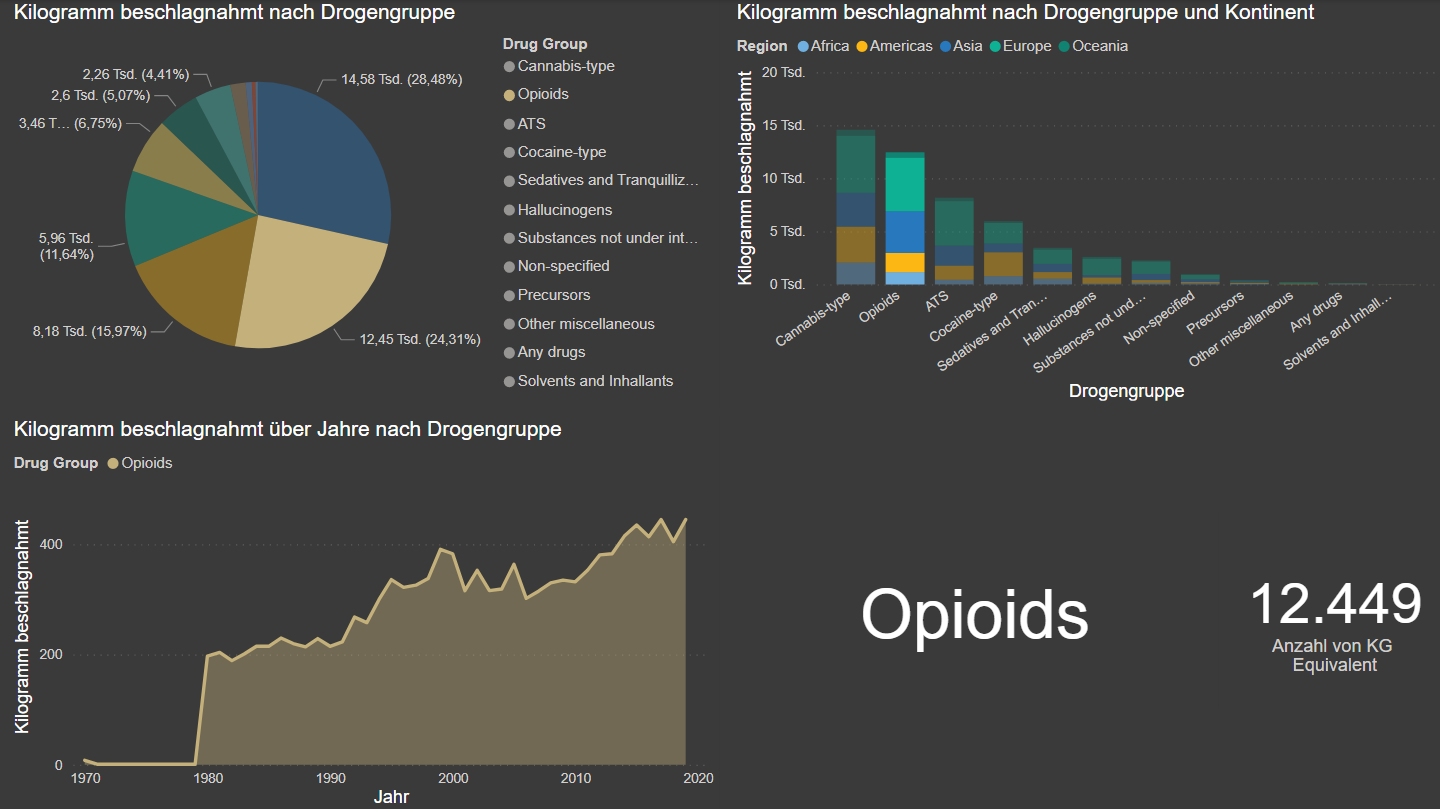 Kilogramm beschlagnahmt nach Drogengruppe
Drug Group
Cannabis-type
Opioids
ATS
Cocaine-type
Sedatives and Tranquilliz…
Hallucinogens
Substances not under int…
Non-specified
Precursors
Other miscellaneous
Any drugs
Solvents and Inhallants
14,58 Tsd. (28,48%)
12,45 Tsd. (24,31%)
8,18 Tsd. (15,97%)
5,96 Tsd.
(11,64%)
3,46 T… (6,75%)
2,6 Tsd. (5,07%)
2,26 Tsd. (4,41%)
Kilogramm beschlagnahmt nach Drogengruppe und Kontinent
Region Africa Americas Asia Europe Oceania
Kilogramm beschlagnahmt
20 Tsd.
15 Tsd.
10 Tsd.
5 Tsd.
0 Tsd.
Cannabis-type
Opioids
ATS
Cocaine-type
Sedatives and Tran…
Hallucinogens
Substances not und…
Non-specified
Precursors
Other miscellaneous
Any drugs
Solvents and Inhall…
Drogengruppe
Kilogramm beschlagnahmt über Jahre nach Drogengruppe
Drug Group Opioids
Kilogramm beschlagnahmt
400
200
0
1970 1980 1990 2000 2010 2020
Jahr
Opioids
12.449
Anzahl von KG
Equivalent